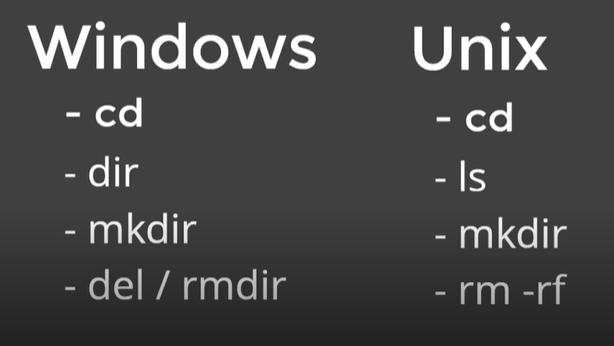 Windows
- cd
- dir
- mkdir
- del / rmdir
Unix
- cd
- ls
- mkdir
- rm -rf